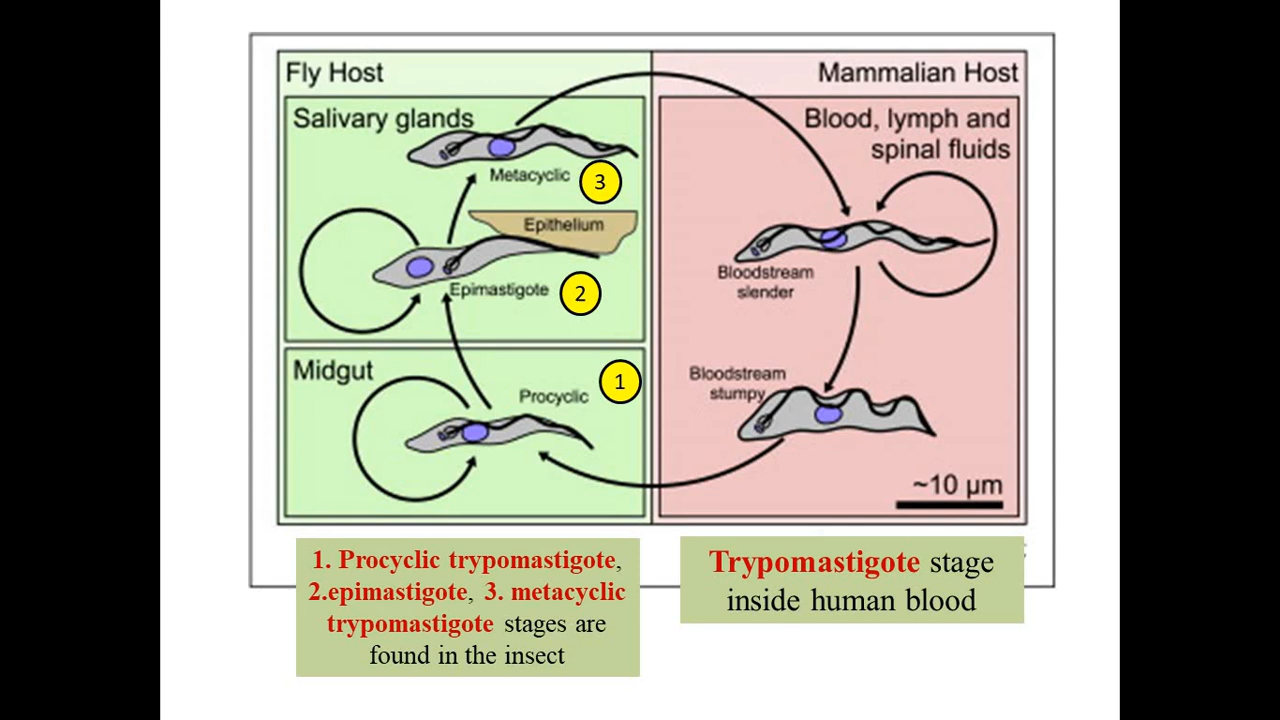 Fly Host
Mammalian Host
Salivary glands
Metacyclic
3
Epithelium
Epimastigote
2
Midgut
1
Procyclic
Blood, lymph and
spinal fluids
Bloodstream
slender
Bloodstream
stumpy
~10 µm
1. Procyclic trypomastigote,
2.epimastigote, 3. metacyclic
trypomastigote stages are
found in the insect
Trypomastigote stage
inside human blood